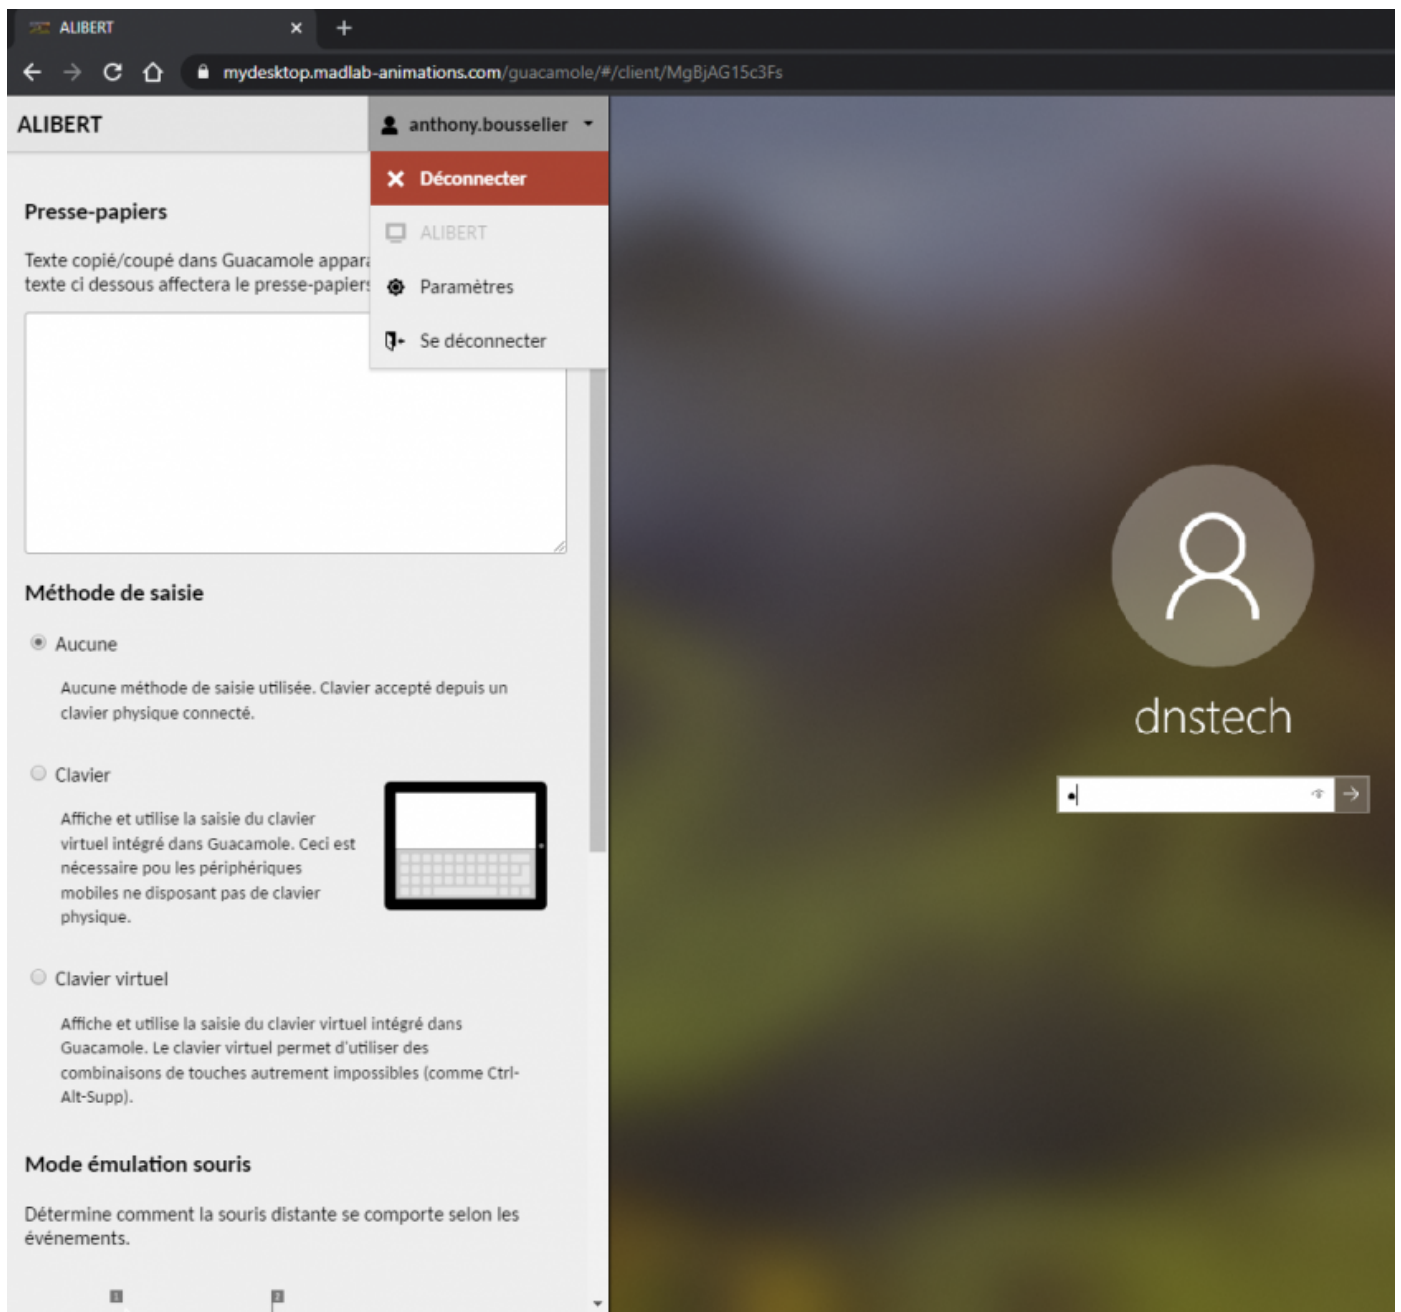 ALIBERT
mydesktop.madlab-animations.com/guacamole/#/client/MgBjAG15c3Fs
ALIBERT
anthony.bousselier
Déconnecter
ALIBERT
Paramètres
Se déconnecter
Presse-papiers
Texte copié/coupé dans Guacamole appar
texte ci dessous affectera le presse-papier
Méthode de saisie
Aucune
Aucune méthode de saisie utilisée. Clavier accepté depuis un
clavier physique connecté.
Clavier
Affiche et utilise la saisie du clavier
virtuel intégré dans Guacamole. Ceci est
nécessaire pou les périphériques
mobiles ne disposant pas de clavier
physique.
Clavier virtuel
Affiche et utilise la saisie du clavier virtuel intégré dans
Guacamole. Le clavier virtuel permet d'utiliser des
combinaisons de touches autrement impossibles (comme Ctrl-
Alt-Supp).
Mode émulation souris
Détermine comment la souris distante se comporte selon les
événements.
1 2
dnstech